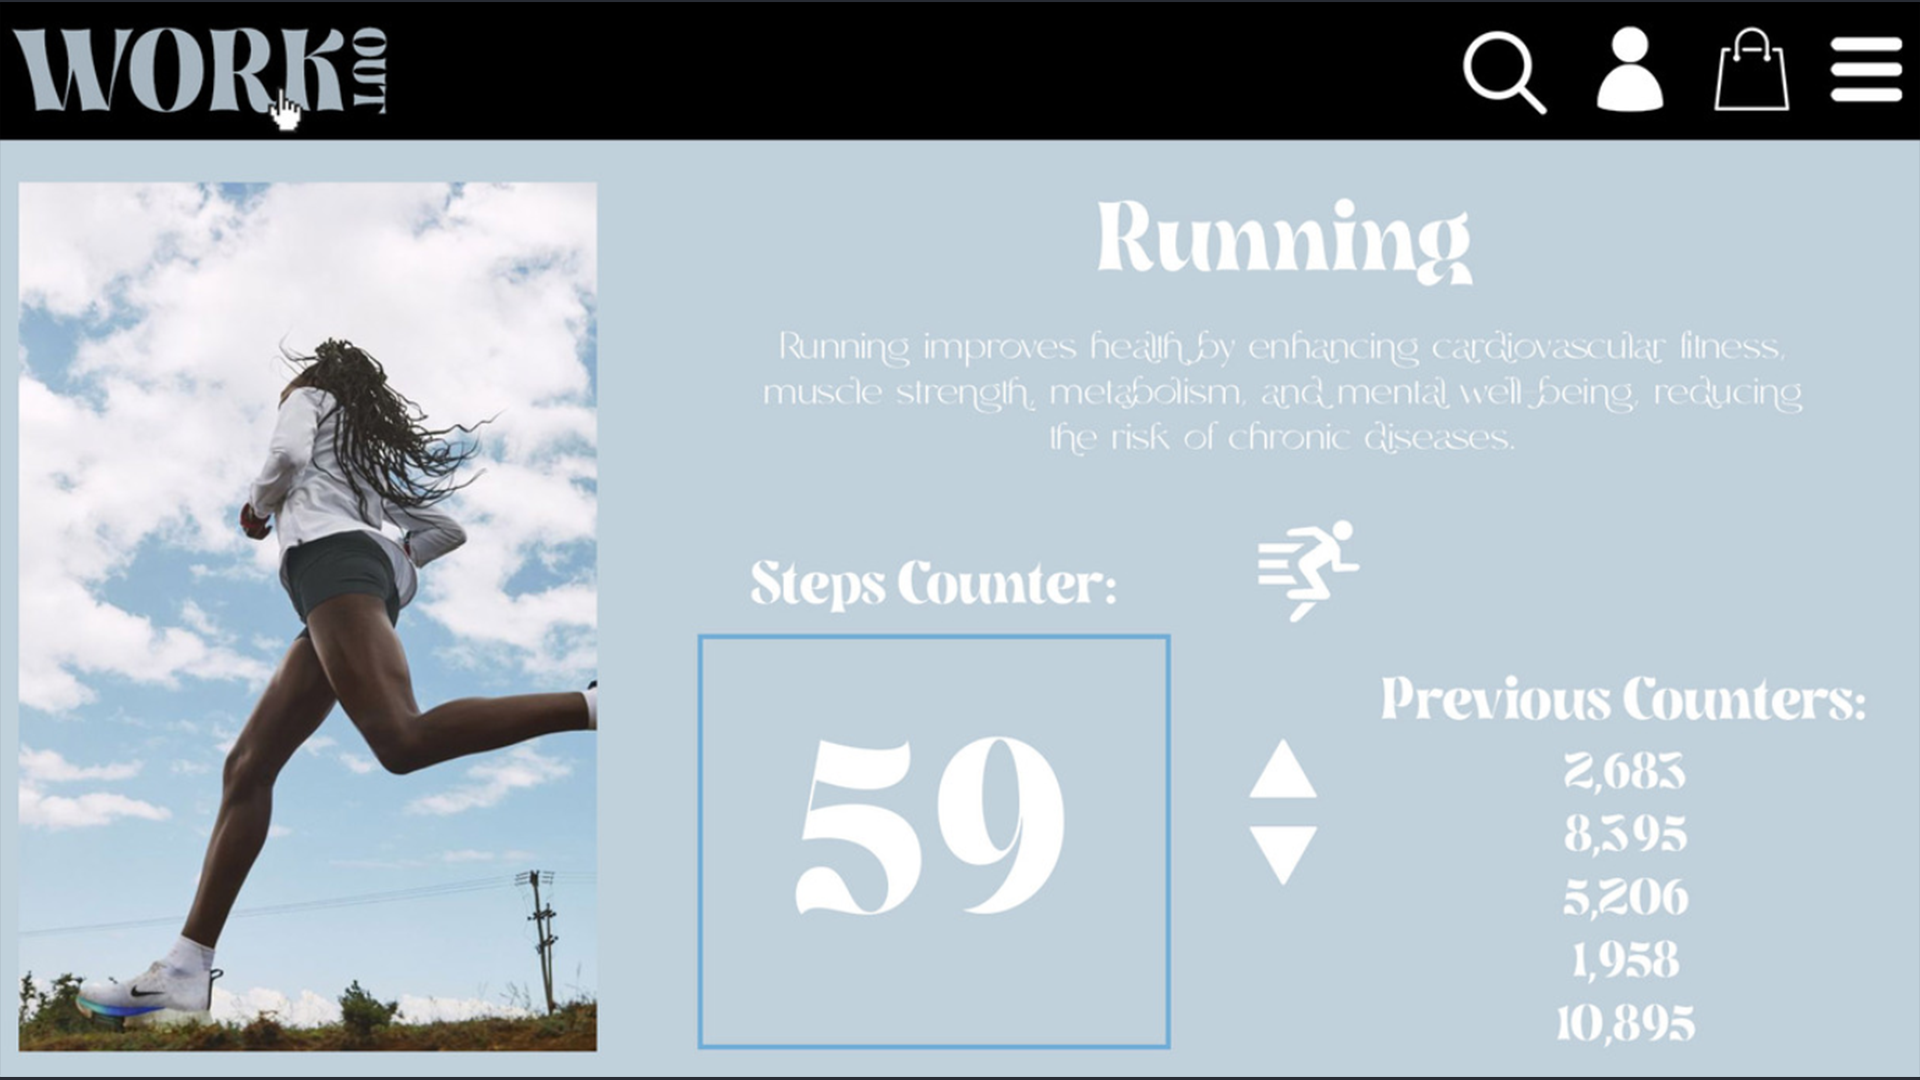 WORK OUT
Running
Running improves health by enhancing cardiovascular fitness,
muscle strength, metabolism, and mental well-being, reducing
the risk of chronic diseases.
Steps Counter:
59
Previous Counters:
2,683
8,395
5,206
1,958
10,895